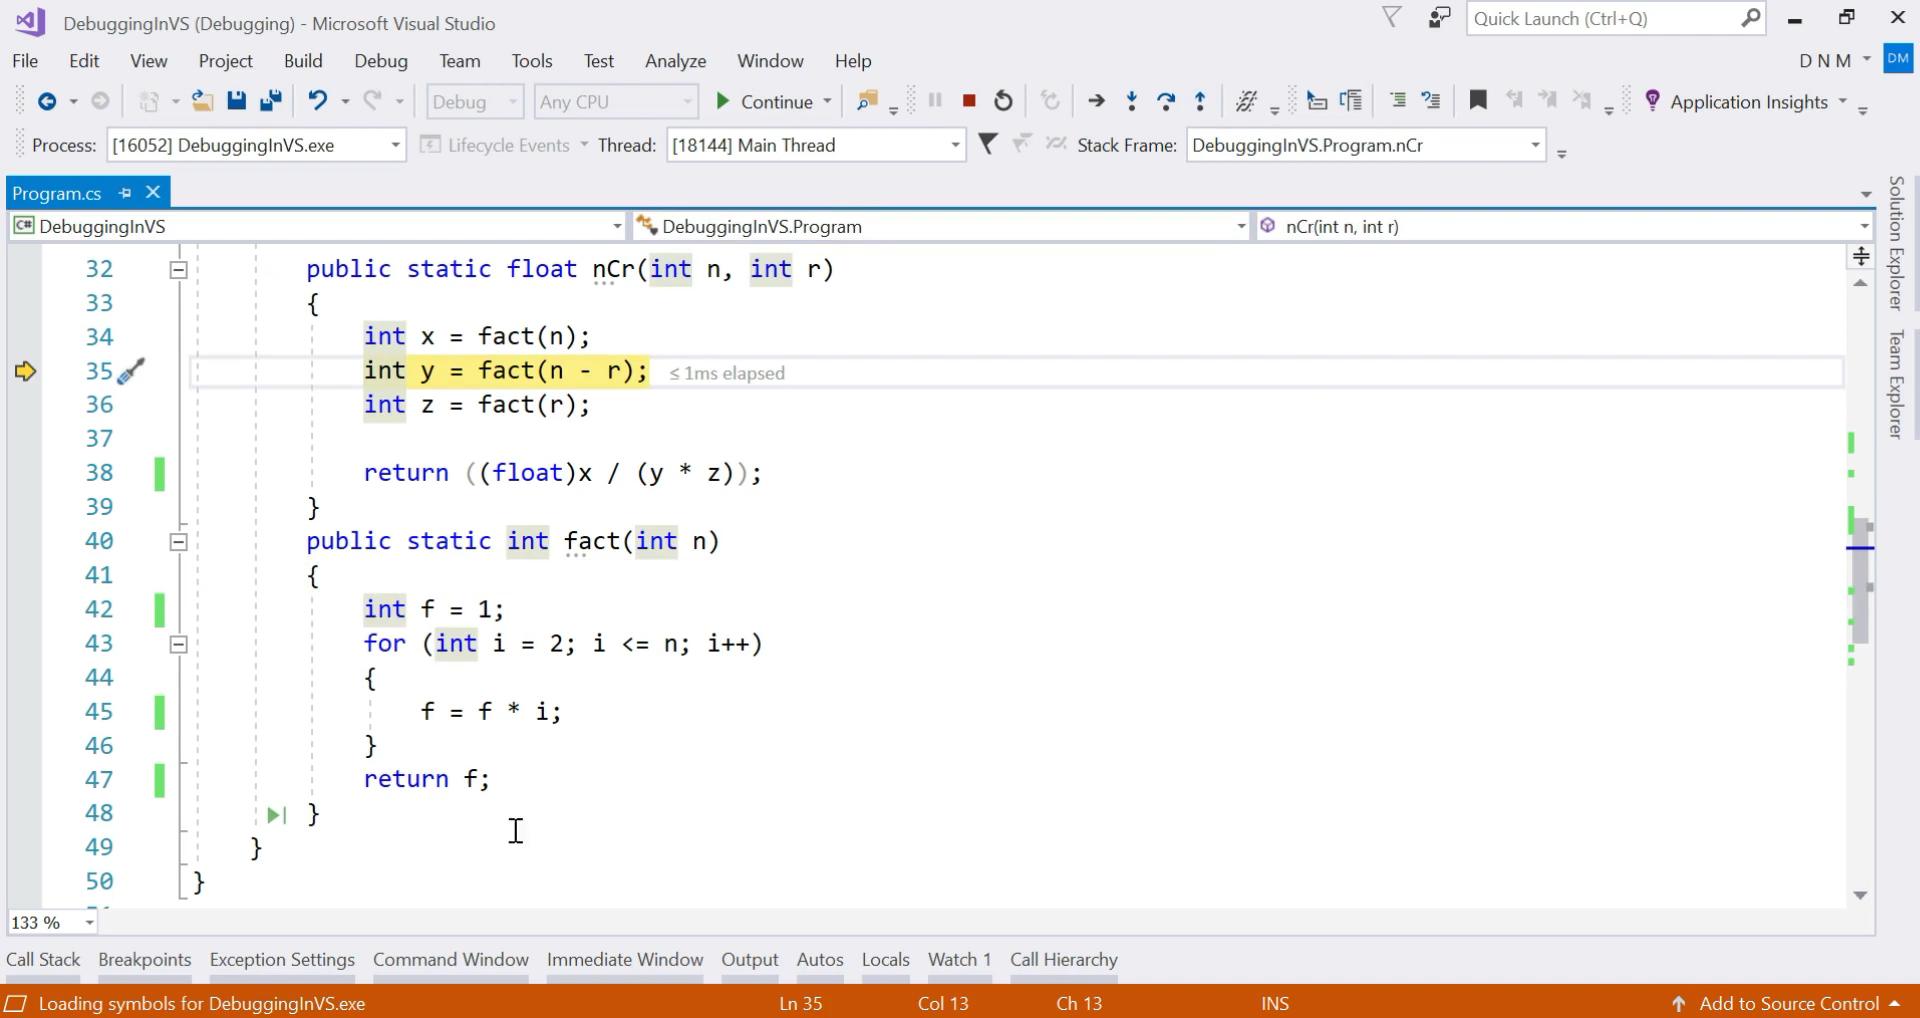 DebuggingInVS (Debugging) - Microsoft Visual Studio
Quick Launch (Ctrl+Q)
File Edit View Project Build Debug Team Tools Test Analyze Window Help
D N M
DM
Debug Any CPU Continue Application Insights
Process: [16052] DebuggingInVS.exe Lifecycle Events Thread: [18144] Main Thread Stack Frame: DebuggingInVS.Program.nCr
Program.cs
C# DebuggingInVS DebuggingInVS.Program nCr(int n, int r)
32 public static float nCr(int n, int r)
33 {
34 int x = fact(n);
35 int y = fact(n - r); ≤ 1ms elapsed
36 int z = fact(r);
37
38 return ((float)x / (y * z));
39 }
40 public static int fact(int n)
41 {
42 int f = 1;
43 for (int i = 2; i <= n; i++)
44 {
45 f = f * i;
46 }
47 return f;
48 }
49 }
50 }
133 %
Call Stack Breakpoints Exception Settings Command Window Immediate Window Output Autos Locals Watch 1 Call Hierarchy
Loading symbols for DebuggingInVS.exe Ln 35 Col 13 Ch 13 INS Add to Source Control
Solution Explorer
Team Explorer